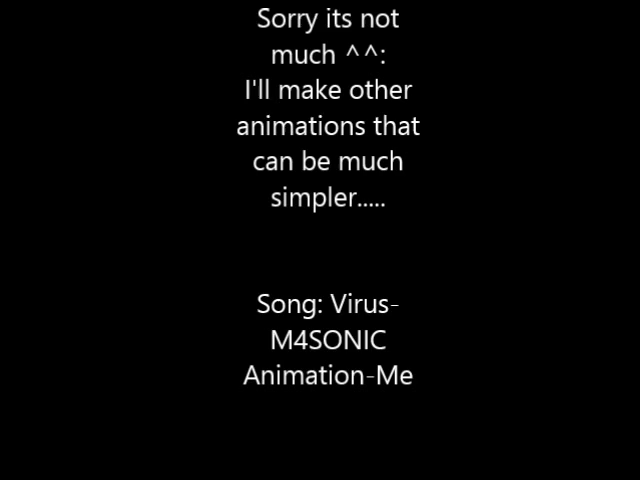 Sorry its not
much ^^:
I'll make other
animations that
can be much
simpler.....
Song: Virus-
M4SONIC
Animation-Me